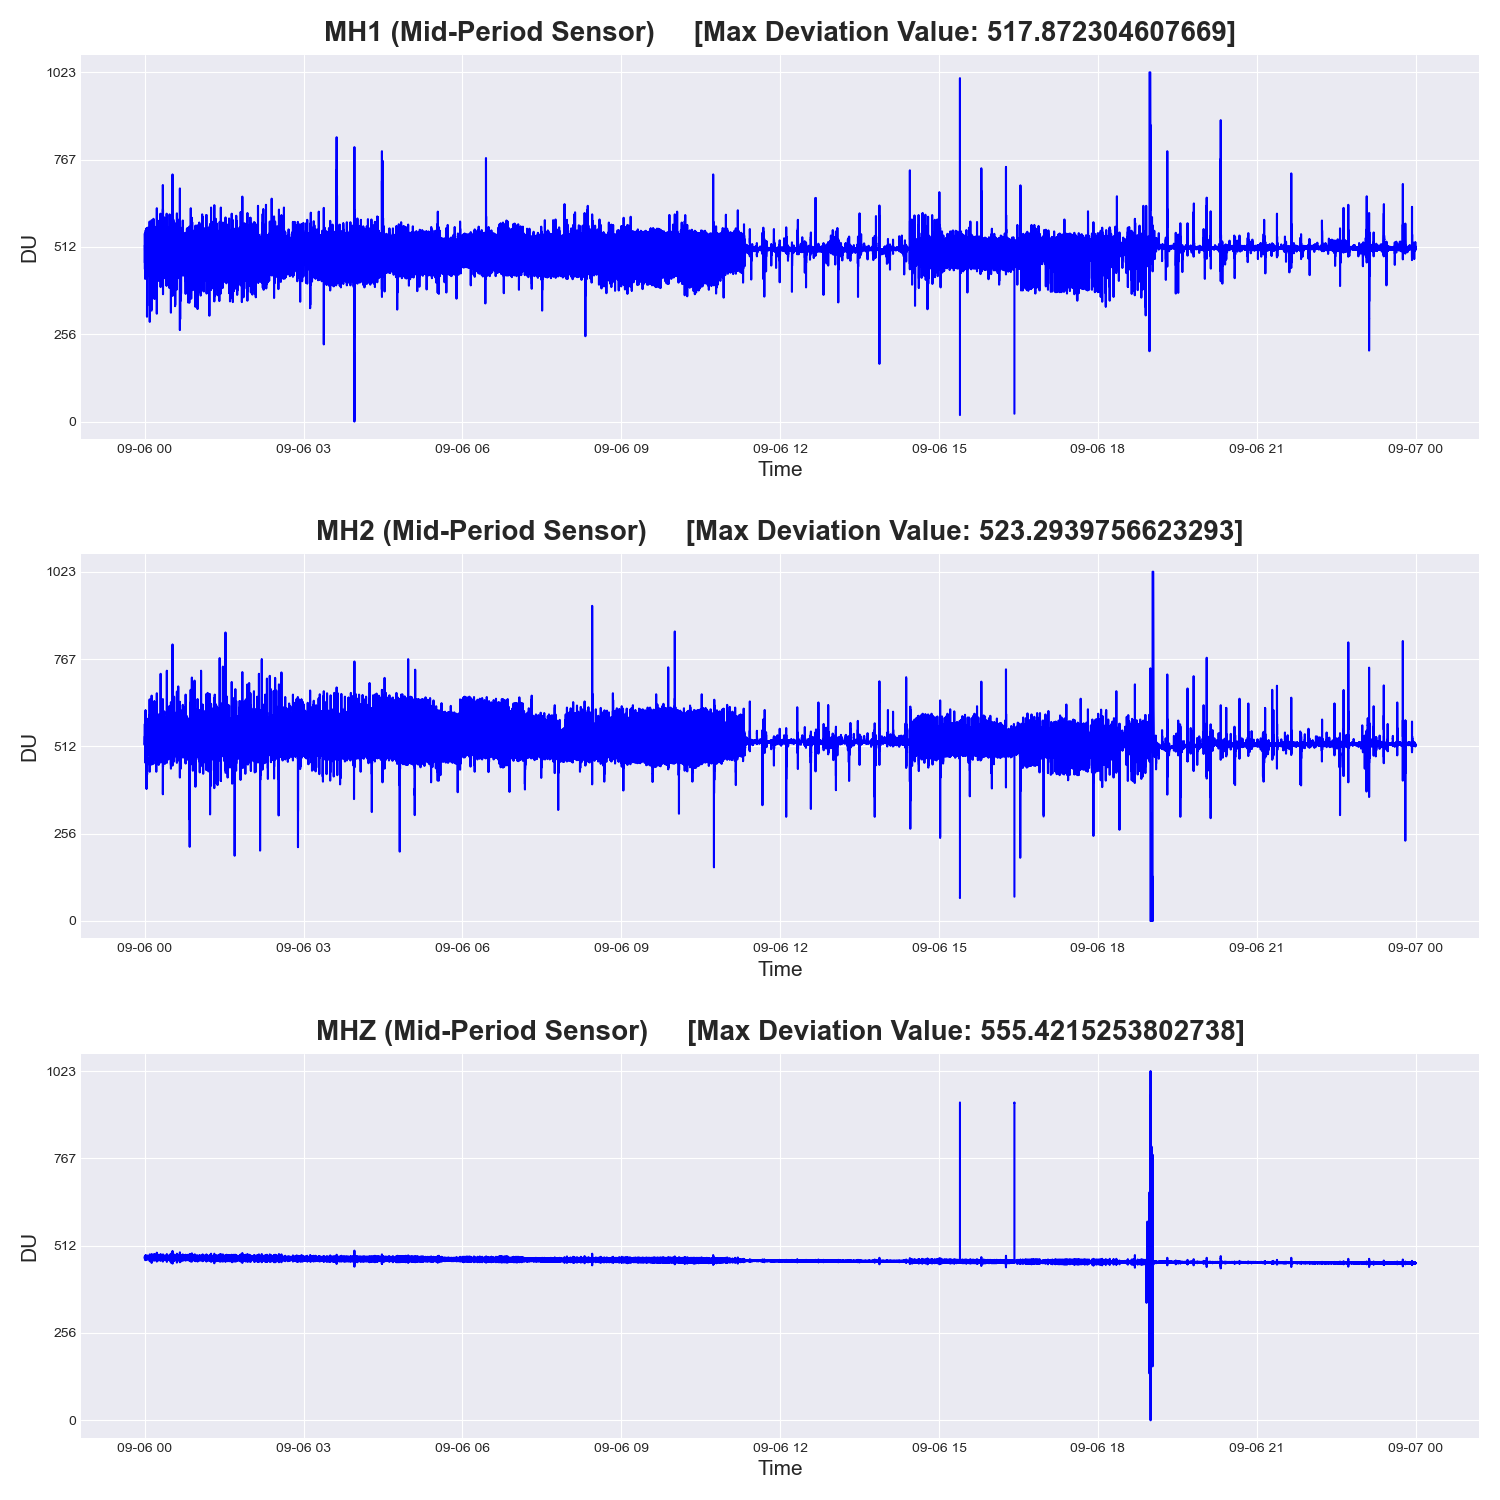 MH1 (Mid-Period Sensor) [Max Deviation Value: 517.872304607669]
1023
767
512
256
0
DU
09-06 00 09-06 03 09-06 06 09-06 09 09-06 12 09-06 15 09-06 18 09-06 21 09-07 00
Time
MH2 (Mid-Period Sensor) [Max Deviation Value: 523.2939756623293]
1023
767
512
256
0
DU
09-06 00 09-06 03 09-06 06 09-06 09 09-06 12 09-06 15 09-06 18 09-06 21 09-07 00
Time
MHZ (Mid-Period Sensor) [Max Deviation Value: 555.4215253802738]
1023
767
512
256
0
DU
09-06 00 09-06 03 09-06 06 09-06 09 09-06 12 09-06 15 09-06 18 09-06 21 09-07 00
Time